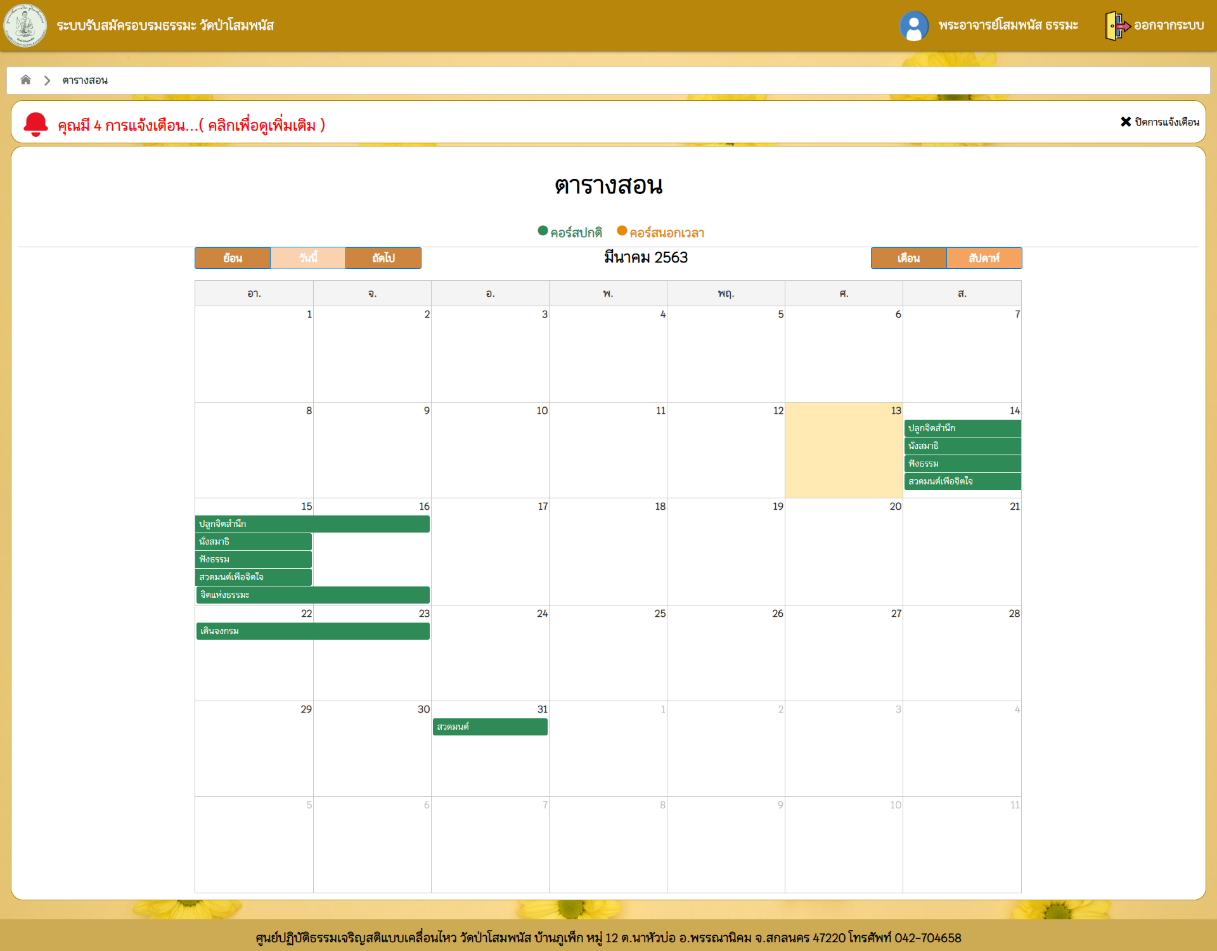 ระบบรับสมัครอบรมธรรมะ วัดป่าโสมพนัส
พระอาจารย์โสมพนัส ธรรมะ
ออกจากระบบ
ตารางสอน
คุณมี 4 การแจ้งเตือน...( คลิกเพื่อดูเพิ่มเติม )
ปิดการแจ้งเตือน
ตารางสอน
คอร์สปกติ คอร์สนอกเวลา
ย้อน วันนี้ ถัดไป มีนาคม 2563 เดือน สัปดาห์
อา. จ. อ. พ. พฤ. ศ. ส.
1 2 3 4 5 6 7
8 9 10 11 12 13 14
ปลูกจิตสำนึก
นั่งสมาธิ
ฟังธรรม
สวดมนต์เพื่อจิตใจ
15 16 17 18 19 20 21
ปลูกจิตสำนึก
นั่งสมาธิ
ฟังธรรม
สวดมนต์เพื่อจิตใจ
จิตแห่งธรรมะ
22 23 24 25 26 27 28
เดินจงกรม
29 30 31 1 2 3 4
สวดมนต์
5 6 7 8 9 10 11
ศูนย์ปฏิบัติธรรมเจริญสติแบบเคลื่อนไหว วัดป่าโสมพนัส บ้านภูเพ็ก หมู่ 12 ต.นาหัวบ่อ อ.พรรณานิคม จ.สกลนคร 47220 โทรศัพท์ 042-704658